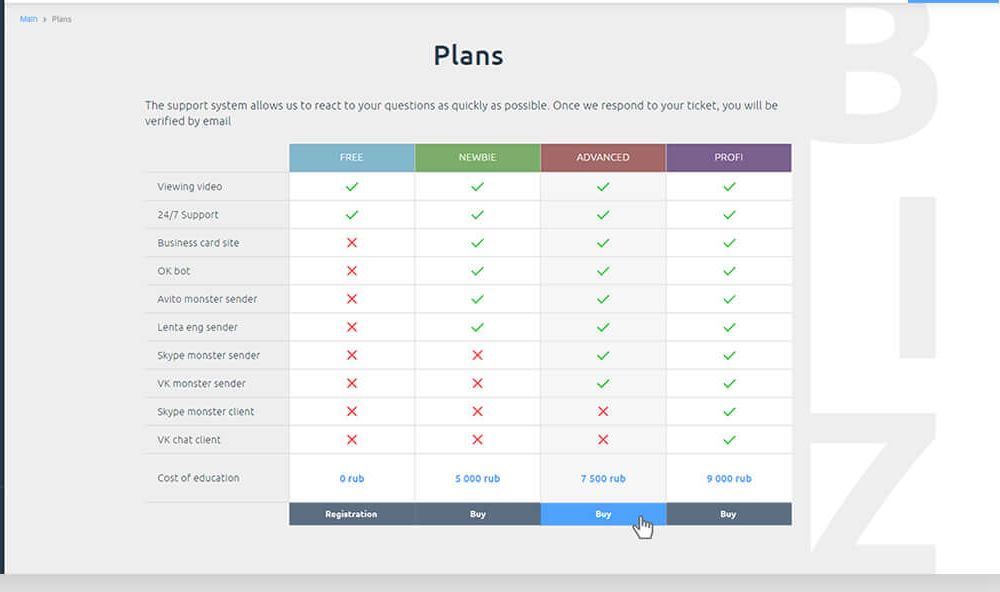 Main > Plans
Plans
The support system allows us to react to your questions as quickly as possible. Once we respond to your ticket, you will be
verified by email
FREE NEWBIE ADVANCED PROFI
Viewing video ✓ ✓ ✓ ✓
24/7 Support ✓ ✓ ✓ ✓
Business card site ✕ ✓ ✓ ✓
OK bot ✕ ✓ ✓ ✓
Avito monster sender ✕ ✓ ✓ ✓
Lenta eng sender ✕ ✓ ✓ ✓
Skype monster sender ✕ ✕ ✓ ✓
VK monster sender ✕ ✕ ✓ ✓
Skype monster client ✕ ✕ ✕ ✓
VK chat client ✕ ✕ ✕ ✓
Cost of education 0 rub 5 000 rub 7 500 rub 9 000 rub
Registration Buy Buy Buy
B
I
Z